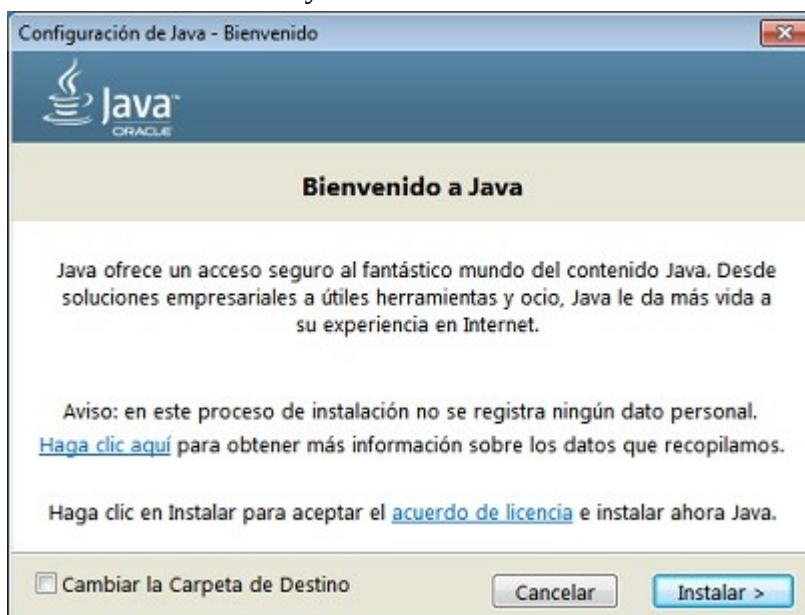 Configuración de Java - Bienvenido
Java™
ORACLE
Bienvenido a Java
Java ofrece un acceso seguro al fantástico mundo del contenido Java. Desde
soluciones empresariales a útiles herramientas y ocio, Java le da más vida a
su experiencia en Internet.
Aviso: en este proceso de instalación no se registra ningún dato personal.
Haga clic aquí para obtener más información sobre los datos que recopilamos.
Haga clic en Instalar para aceptar el acuerdo de licencia e instalar ahora Java.
Cambiar la Carpeta de Destino
Cancelar
Instalar >